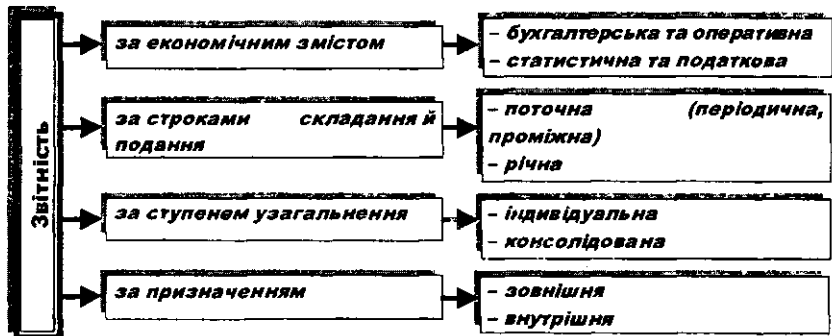 Звітність
за економічним змістом
– бухгалтерська та оперативна
– статистична та податкова
за строками складання й
подання
– поточна (періодична,
проміжна)
– річна
за ступенем узагальнення
– індивідуальна
– консолідована
за призначенням
– зовнішня
– внутрішня